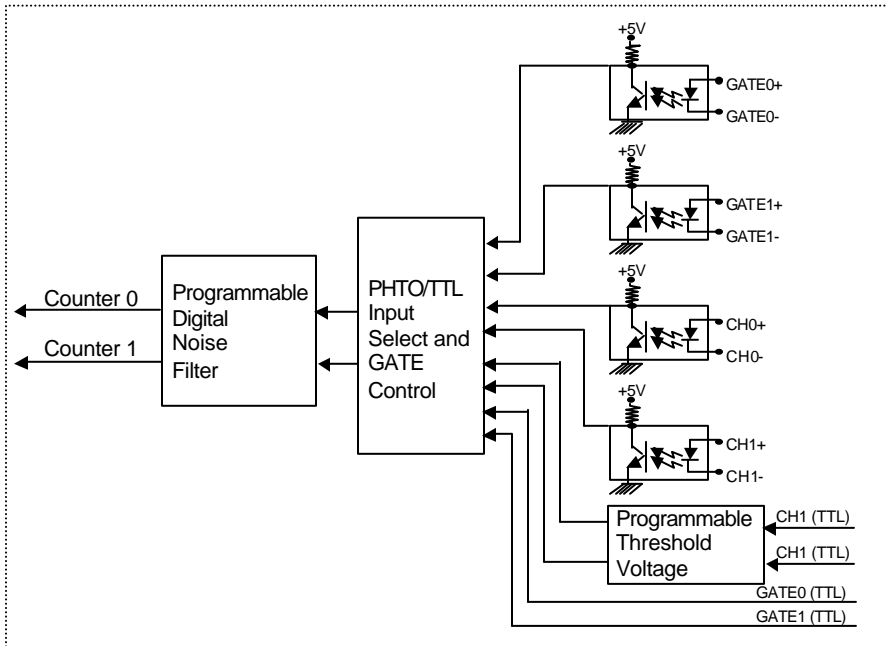 +5V
GATE0+
GATE0-
+5V
GATE1+
GATE1-
+5V
CH0+
CH0-
+5V
CH1+
CH1-
Counter 0
Counter 1
Programmable
Digital
Noise
Filter
PHTO/TTL
Input
Select and
GATE
Control
Programmable
Threshold
Voltage
CH1 (TTL)
CH1 (TTL)
GATE0 (TTL)
GATE1 (TTL)